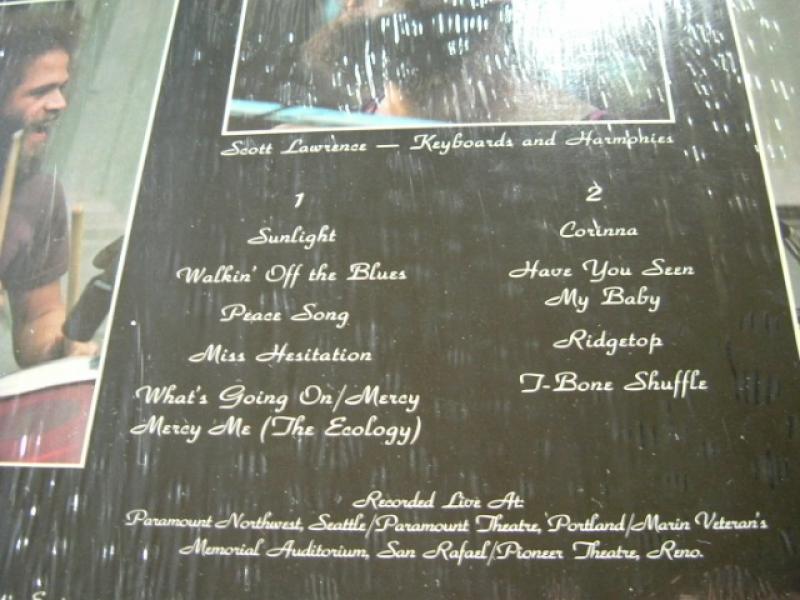 Scott Lawrence — Keyboards and Harmonies
1
Sunlight
Walkin' Off the Blues
Peace Song
Miss Hesitation
What's Going On/Mercy
Mercy Me (The Ecology)
2
Corinna
Have You Seen
My Baby
Ridgetop
T-Bone Shuffle
Recorded Live At:
Paramount Northwest, Seattle/Paramount Theatre, Portland/Marin Veteran's
Memorial Auditorium, San Rafael/Pioneer Theatre, Reno.